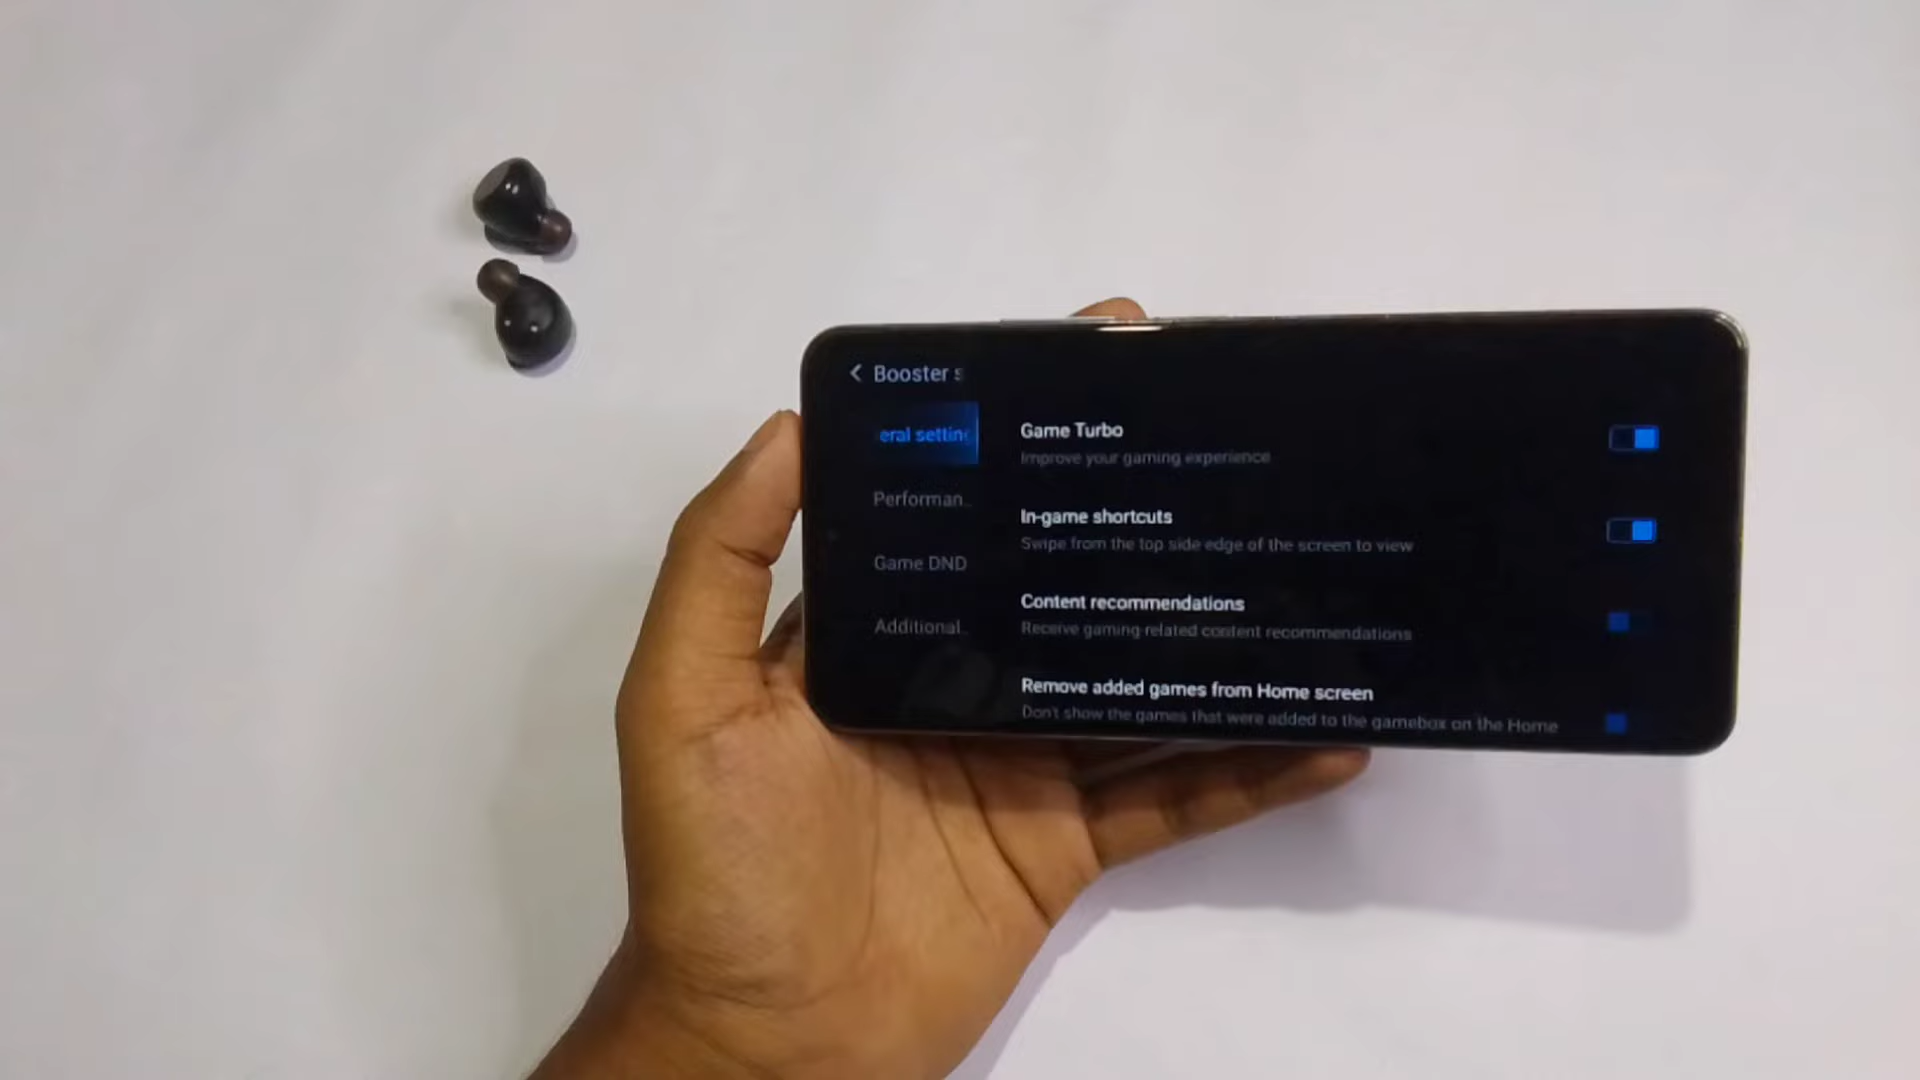 Booster s
eral setting
Performan...
Game DND
Additional...
Game Turbo
Improve your gaming experience
In-game shortcuts
Swipe from the top side edge of the screen to view
Content recommendations
Receive gaming related content recommendations
Remove added games from Home screen
Don't show the games that were added to the gamebox on the Home